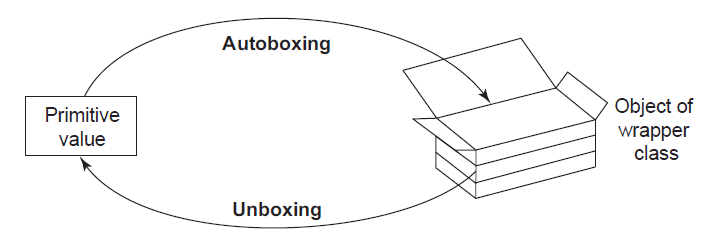 Autoboxing
Primitive
value
Object of
wrapper
class
Unboxing